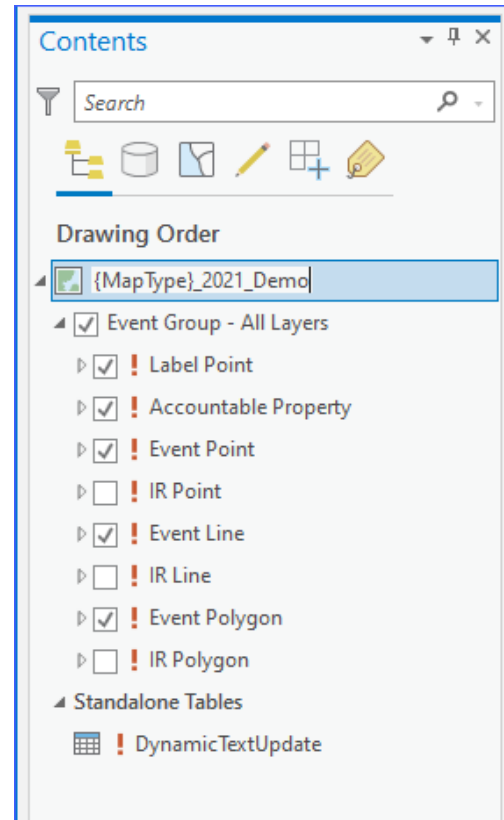 Contents
Search
Drawing Order
{MapType}_2021_Demo
Event Group - All Layers
Label Point
Accountable Property
Event Point
IR Point
Event Line
IR Line
Event Polygon
IR Polygon
Standalone Tables
DynamicTextUpdate